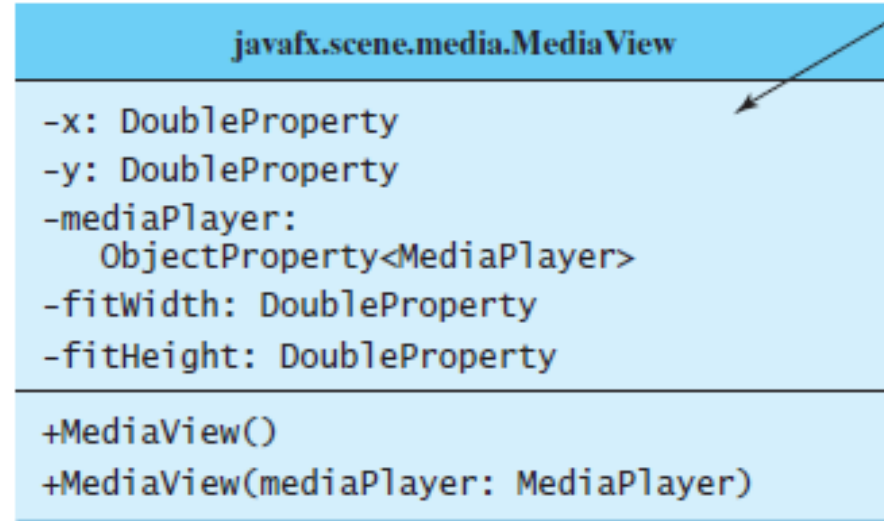 javafx.scene.media.MediaView
-x: DoubleProperty
-y: DoubleProperty
-mediaPlayer:
ObjectProperty<MediaPlayer>
-fitWidth: DoubleProperty
-fitHeight: DoubleProperty
+MediaView()
+MediaView(mediaPlayer: MediaPlayer)